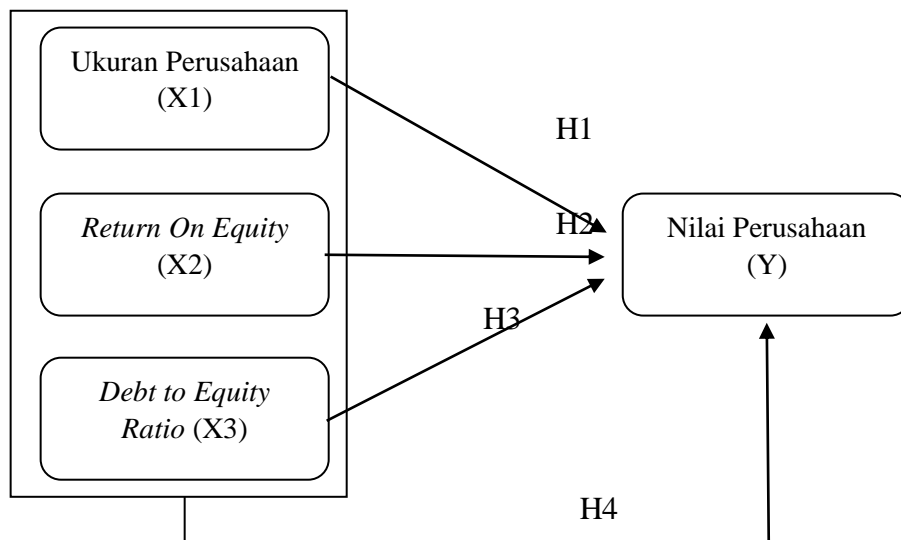 Ukuran Perusahaan
(X1)
H1
Return On Equity
(X2)
H2
Nilai Perusahaan
(Y)
H3
Debt to Equity
Ratio (X3)
H4